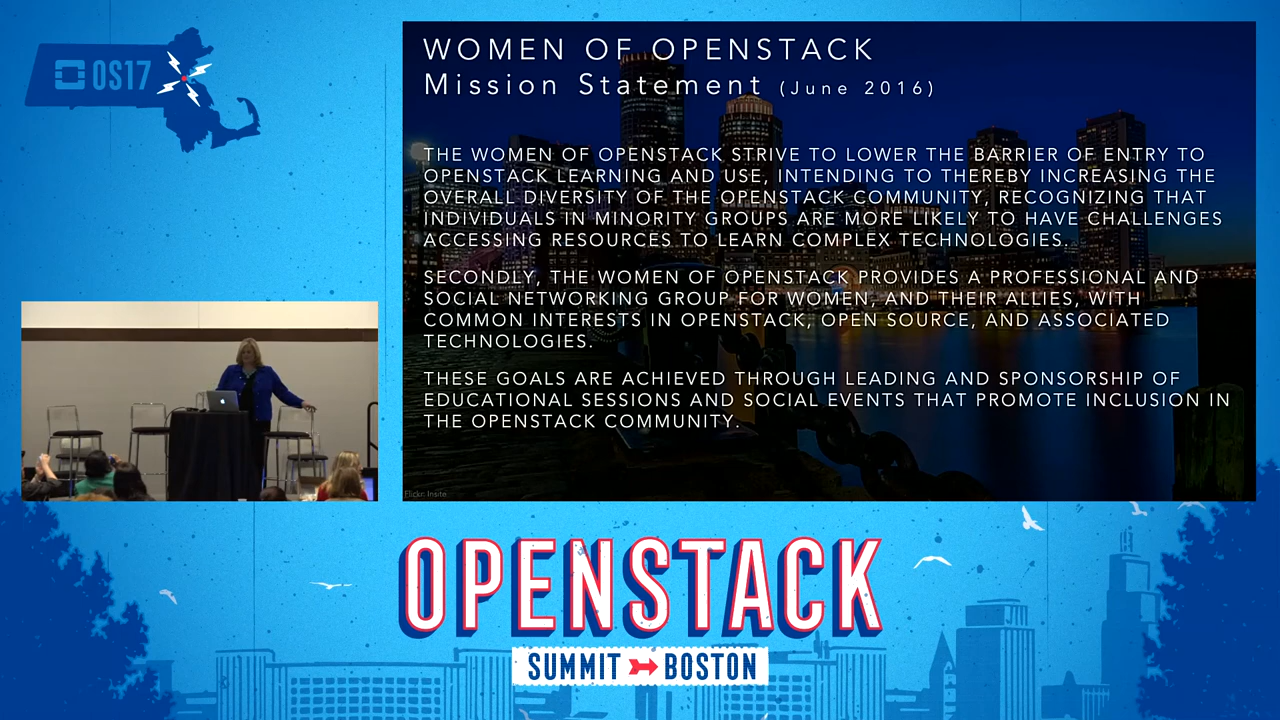 OS17
WOMEN OF OPENSTACK
Mission Statement (June 2016)
THE WOMEN OF OPENSTACK STRIVE TO LOWER THE BARRIER OF ENTRY TO
OPENSTACK LEARNING AND USE, INTENDING TO THEREBY INCREASING THE
OVERALL DIVERSITY OF THE OPENSTACK COMMUNITY, RECOGNIZING THAT
INDIVIDUALS IN MINORITY GROUPS ARE MORE LIKELY TO HAVE CHALLENGES
ACCESSING RESOURCES TO LEARN COMPLEX TECHNOLOGIES.
SECONDLY, THE WOMEN OF OPENSTACK PROVIDES A PROFESSIONAL AND
SOCIAL NETWORKING GROUP FOR WOMEN, AND THEIR ALLIES, WITH
COMMON INTERESTS IN OPENSTACK, OPEN SOURCE, AND ASSOCIATED
TECHNOLOGIES.
THESE GOALS ARE ACHIEVED THROUGH LEADING AND SPONSORSHIP OF
EDUCATIONAL SESSIONS AND SOCIAL EVENTS THAT PROMOTE INCLUSION IN
THE OPENSTACK COMMUNITY.
OPENSTACK
SUMMIT BOSTON